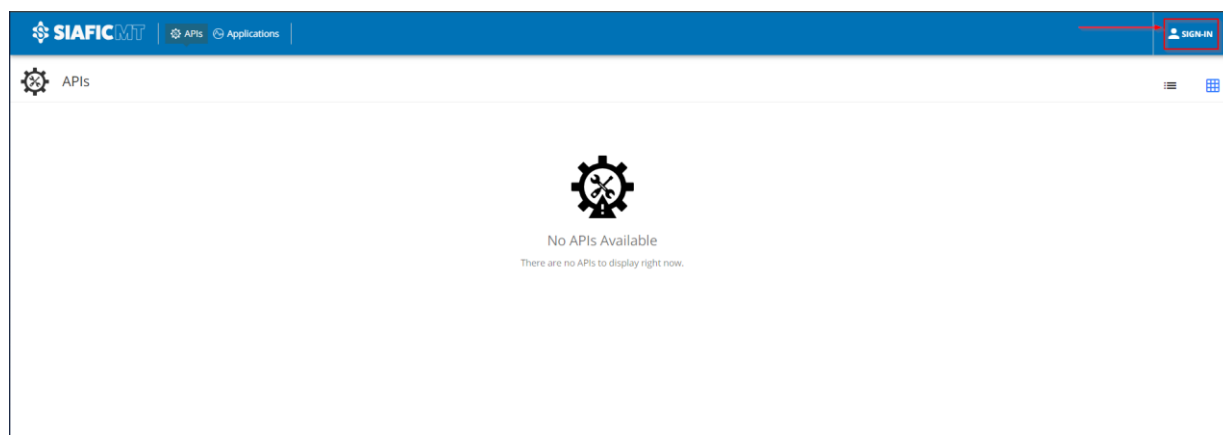 SIAFICMT APIs Applications SIGN-IN
APIs
No APIs Available
There are no APIs to display right now.